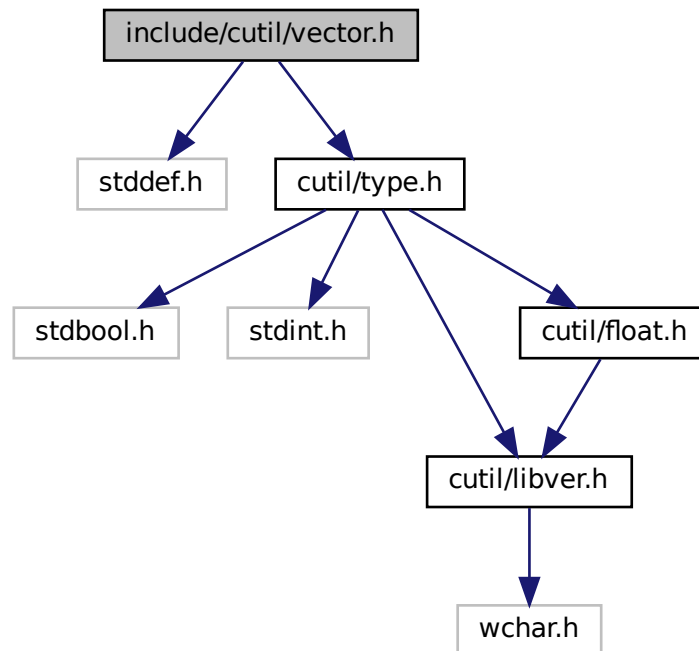 include/cutil/vector.h
stddef.h
cutil/type.h
stdbool.h
stdint.h
cutil/float.h
cutil/libver.h
wchar.h